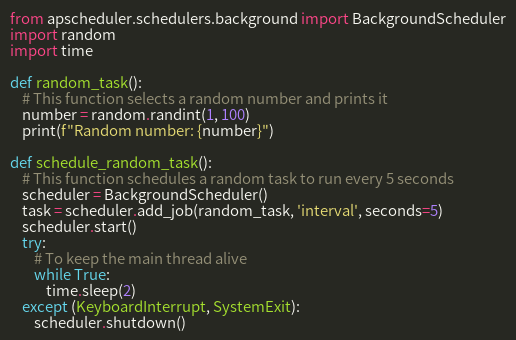 from apscheduler.schedulers.background import BackgroundScheduler
import random
import time

def random_task():
    # This function selects a random number and prints it
    number = random.randint(1, 100)
    print(f"Random number: {number}")

def schedule_random_task():
    # This function schedules a random task to run every 5 seconds
    scheduler = BackgroundScheduler()
    task = scheduler.add_job(random_task, 'interval', seconds=5)
    scheduler.start()
    try:
        # To keep the main thread alive
        while True:
            time.sleep(2)
    except (KeyboardInterrupt, SystemExit):
        scheduler.shutdown()